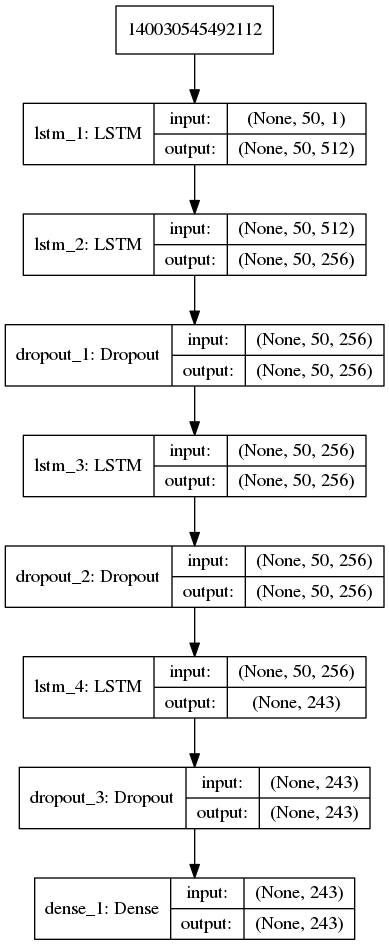 140030545492112
lstm_1: LSTM
input: (None, 50, 1)
output: (None, 50, 512)
lstm_2: LSTM
input: (None, 50, 512)
output: (None, 50, 256)
dropout_1: Dropout
input: (None, 50, 256)
output: (None, 50, 256)
lstm_3: LSTM
input: (None, 50, 256)
output: (None, 50, 256)
dropout_2: Dropout
input: (None, 50, 256)
output: (None, 50, 256)
lstm_4: LSTM
input: (None, 50, 256)
output: (None, 243)
dropout_3: Dropout
input: (None, 243)
output: (None, 243)
dense_1: Dense
input: (None, 243)
output: (None, 243)